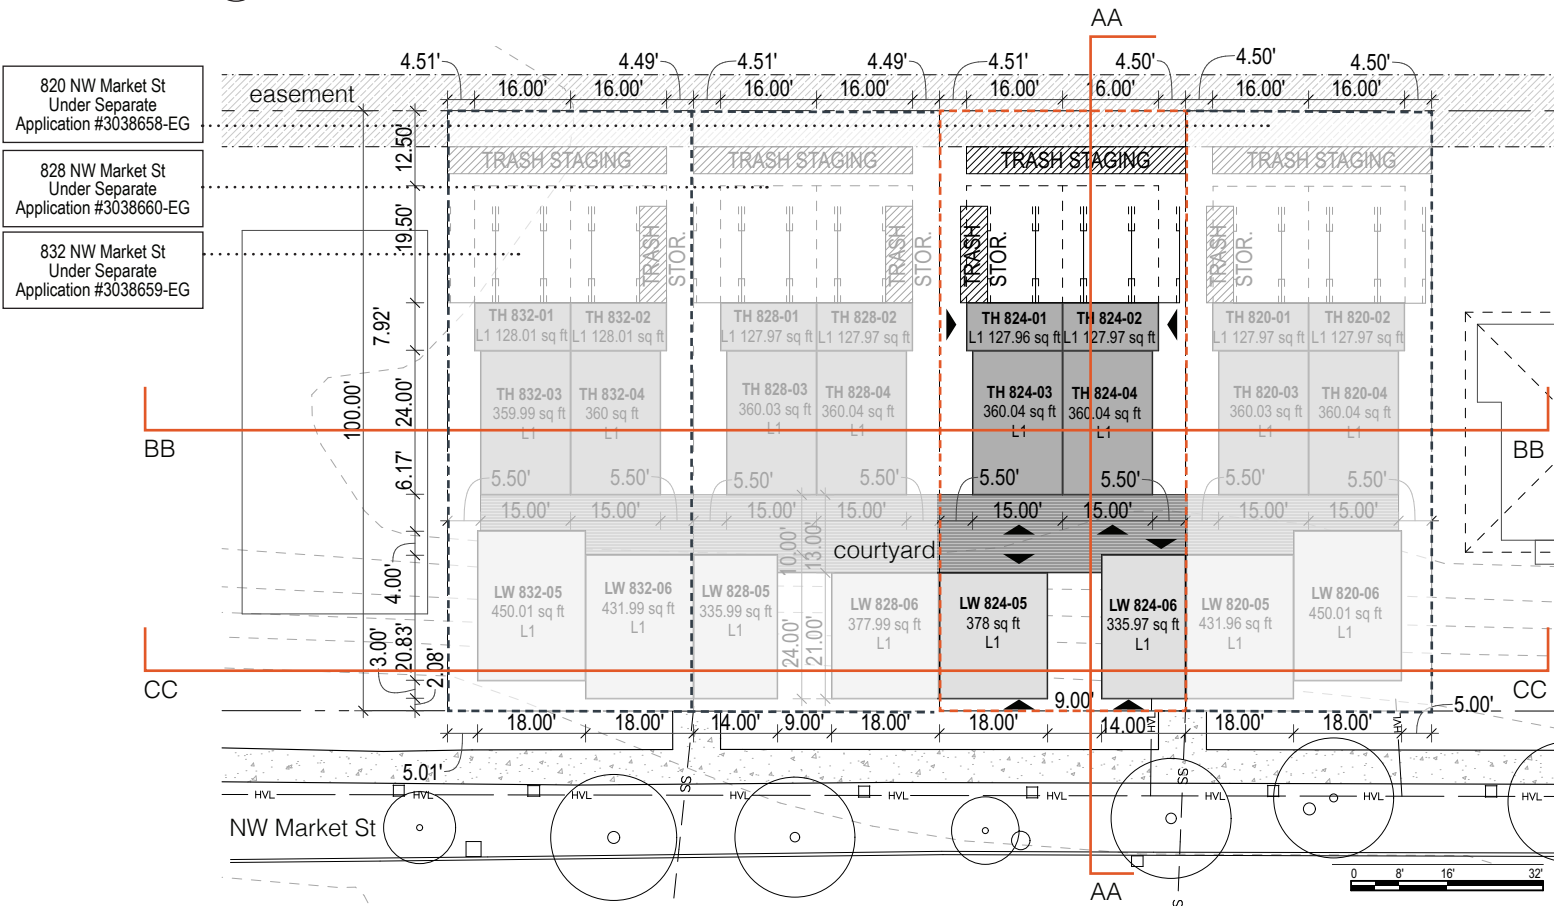 AA
4.51'
4.49'
4.51'
4.49'
4.51'
4.50'
4.50'
4.50'
16.00'
16.00'
16.00'
16.00'
16.00'
16.00'
16.00'
16.00'
820 NW Market St
Under Separate
Application #3038658-EG
easement
828 NW Market St
Under Separate
Application #3038660-EG
832 NW Market St
Under Separate
Application #3038659-EG
12.50'
19.50'
7.92'
24.00'
100.00'
6.17'
4.00'
3.00'
20.83'
2.08'
TRASH STAGING
TRASH STAGING
TRASH STAGING
TRASH STAGING
TRASH
STOR.
TRASH
STOR.
TRASH
STOR.
TRASH
STOR.
TH 832-01
L1 128.01 sq ft
TH 832-02
L1 128.01 sq ft
TH 828-01
L1 127.97 sq ft
TH 828-02
L1 127.97 sq ft
TH 824-01
L1 127.96 sq ft
TH 824-02
L1 127.97 sq ft
TH 820-01
L1 127.97 sq ft
TH 820-02
L1 127.97 sq ft
TH 832-03
359.99 sq ft
L1
TH 832-04
360 sq ft
L1
TH 828-03
360.03 sq ft
L1
TH 828-04
360.04 sq ft
L1
TH 824-03
360.04 sq ft
L1
TH 824-04
360.04 sq ft
L1
TH 820-03
360.03 sq ft
L1
TH 820-04
360.04 sq ft
L1
BB
BB
5.50'
5.50'
5.50'
5.50'
5.50'
5.50'
5.50'
5.50'
15.00'
15.00'
15.00'
15.00'
15.00'
15.00'
15.00'
15.00'
10.00'
13.00'
courtyard
LW 832-05
450.01 sq ft
L1
LW 832-06
431.99 sq ft
L1
LW 828-05
335.99 sq ft
L1
24.00'
21.00'
LW 828-06
377.99 sq ft
L1
LW 824-05
378 sq ft
L1
LW 824-06
335.97 sq ft
L1
LW 820-05
431.96 sq ft
L1
LW 820-06
450.01 sq ft
L1
CC
CC
9.00'
5.00'
18.00'
18.00'
14.00'
9.00'
18.00'
18.00'
14.00'
18.00'
18.00'
HVL
HVL
5.01'
SS
SS
HVL
HVL
HVL
HVL
HVL
HVL
HVL
HVL
HVL
NW Market St
0 8' 16' 32'
AA